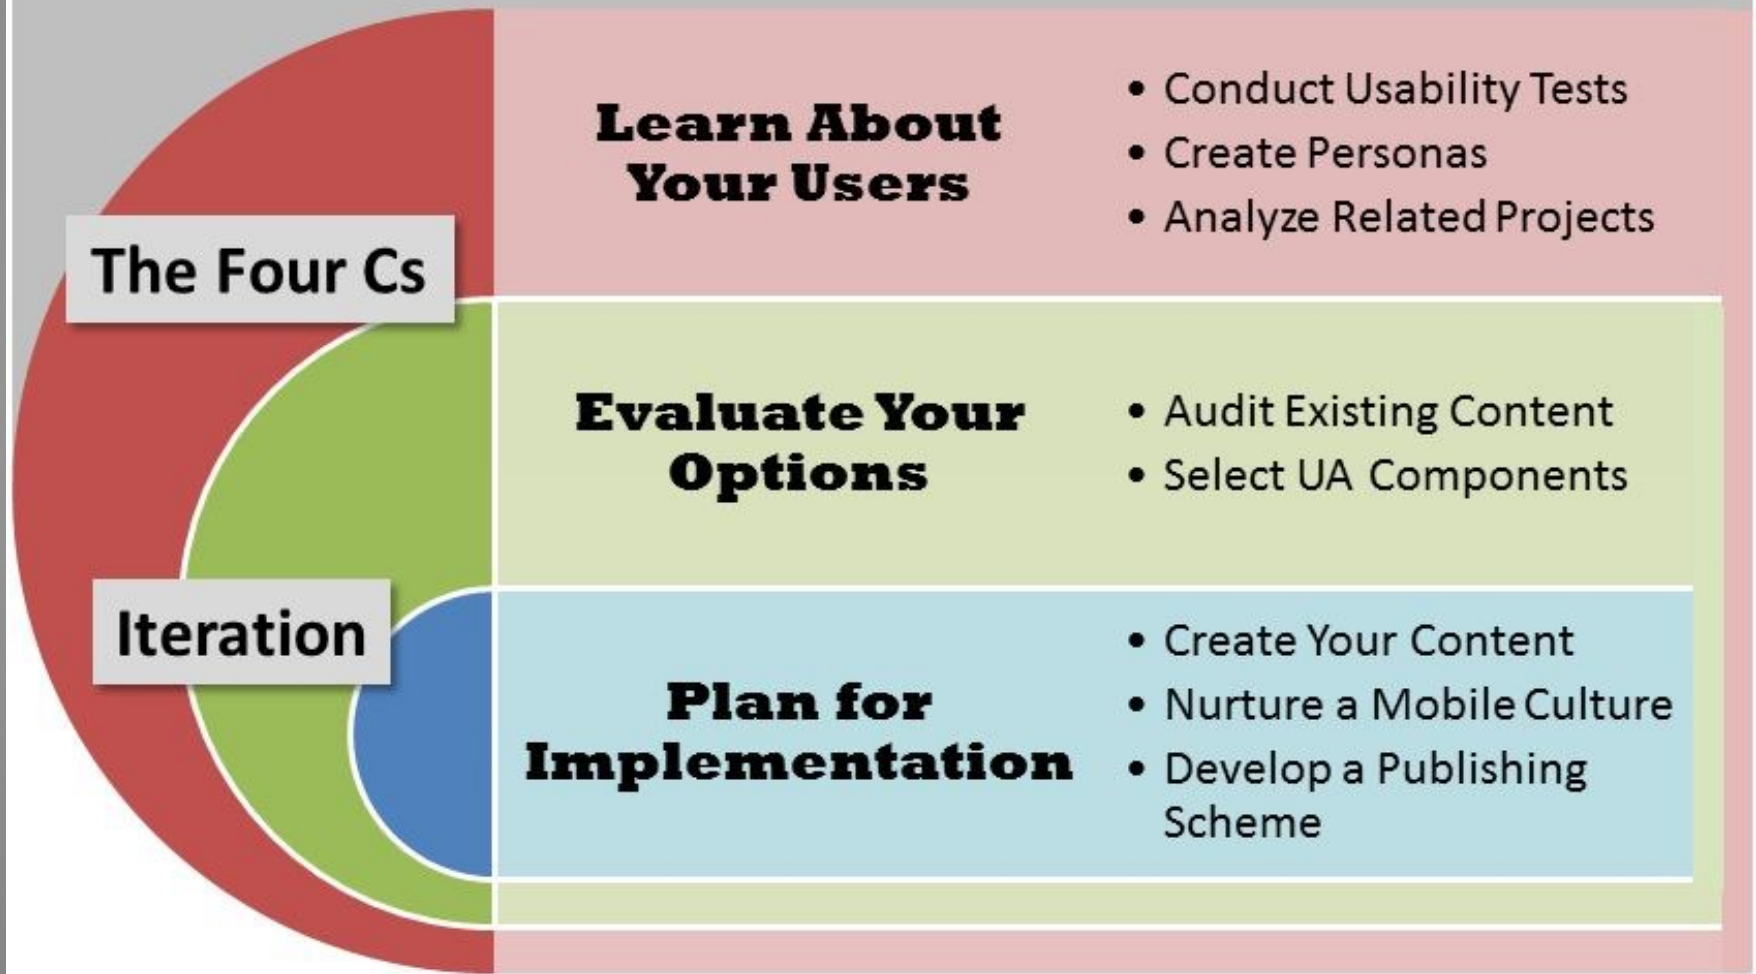 Learn About
Your Users
• Conduct Usability Tests
• Create Personas
• Analyze Related Projects
The Four Cs
Evaluate Your
Options
• Audit Existing Content
• Select UA Components
Iteration
Plan for
Implementation
• Create Your Content
• Nurture a Mobile Culture
• Develop a Publishing
Scheme